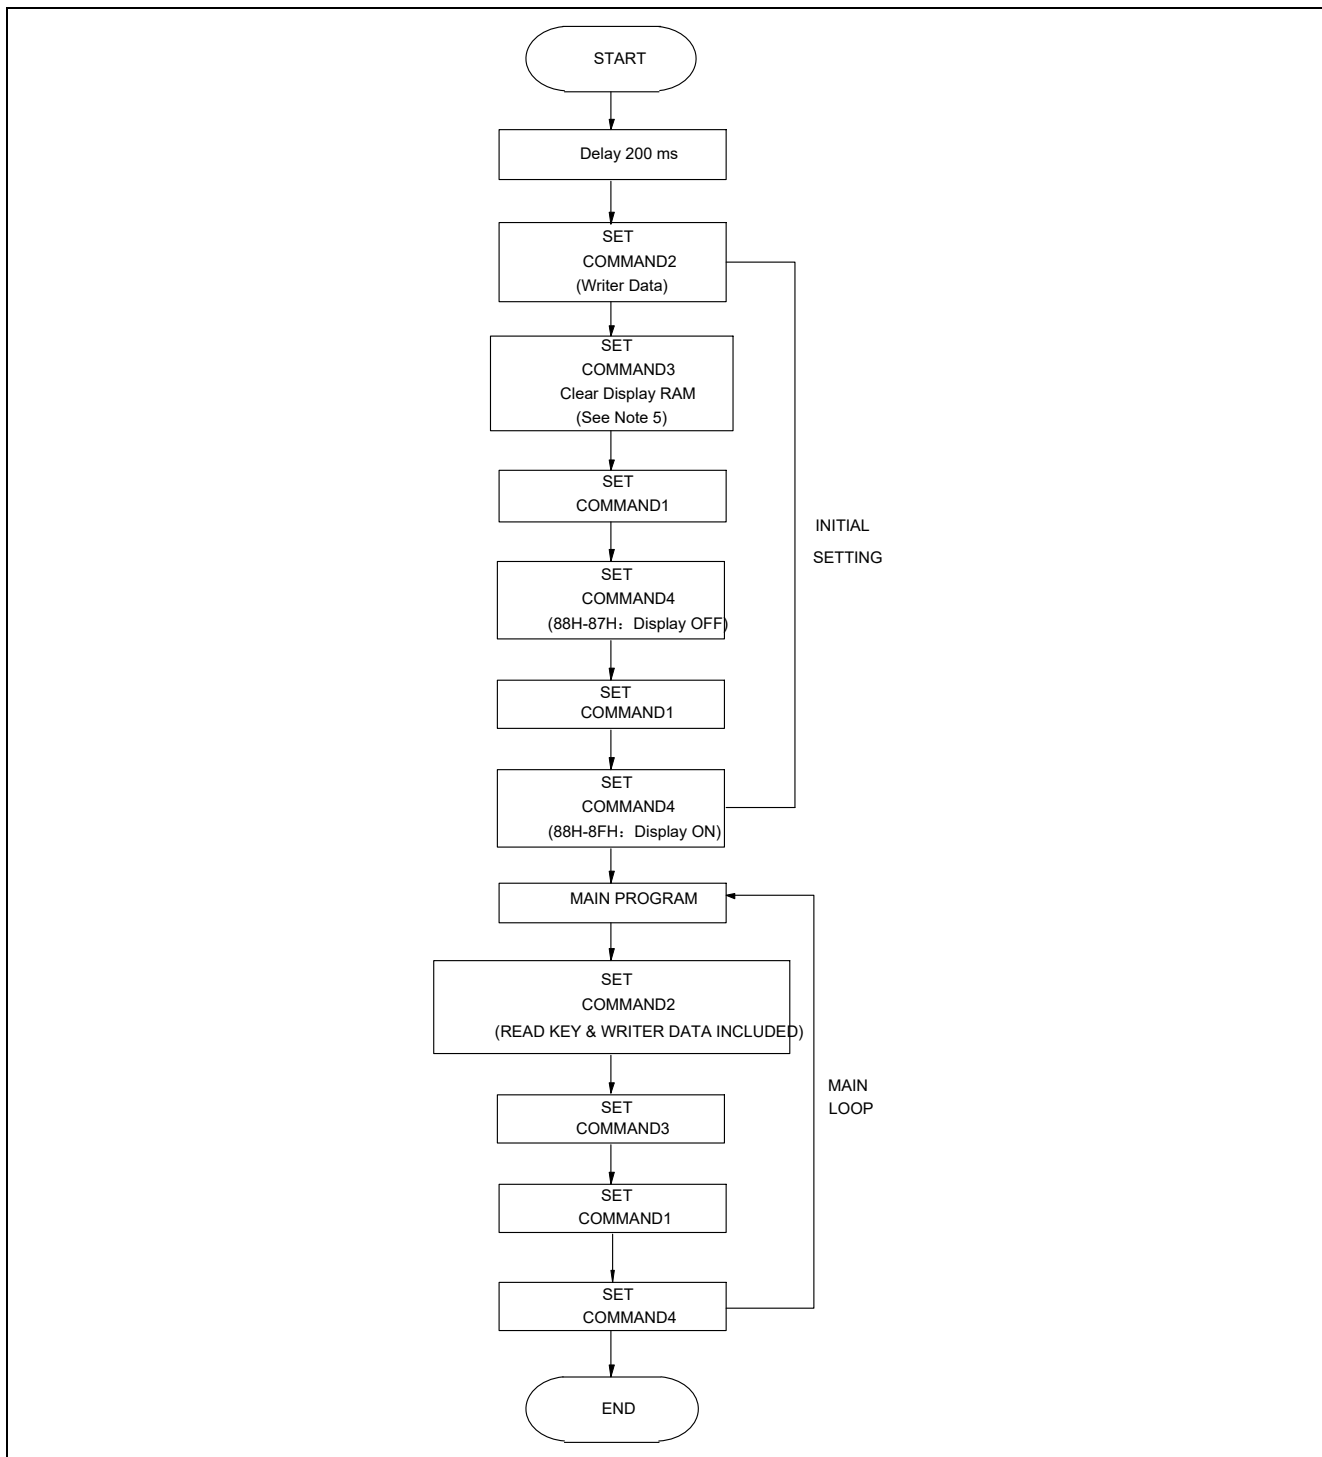 START
Delay 200 ms
SET
COMMAND2
(Writer Data)
SET
COMMAND3
Clear Display RAM
(See Note 5)
SET
COMMAND1
INITIAL
SETTING
SET
COMMAND4
(88H-87H：Display OFF)
SET
COMMAND1
SET
COMMAND4
(88H-8FH：Display ON)
MAIN PROGRAM
SET
COMMAND2
(READ KEY & WRITER DATA INCLUDED)
MAIN
LOOP
SET
COMMAND3
SET
COMMAND1
SET
COMMAND4
END